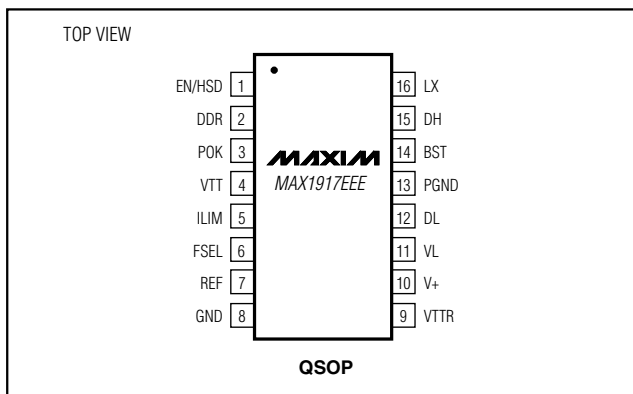 TOP VIEW
EN/HSD 1
DDR 2
POK 3
VTT 4
ILIM 5
FSEL 6
REF 7
GND 8
MAXIM
MAX1917EEE
16 LX
15 DH
14 BST
13 PGND
12 DL
11 VL
10 V+
9 VTTR
QSOP